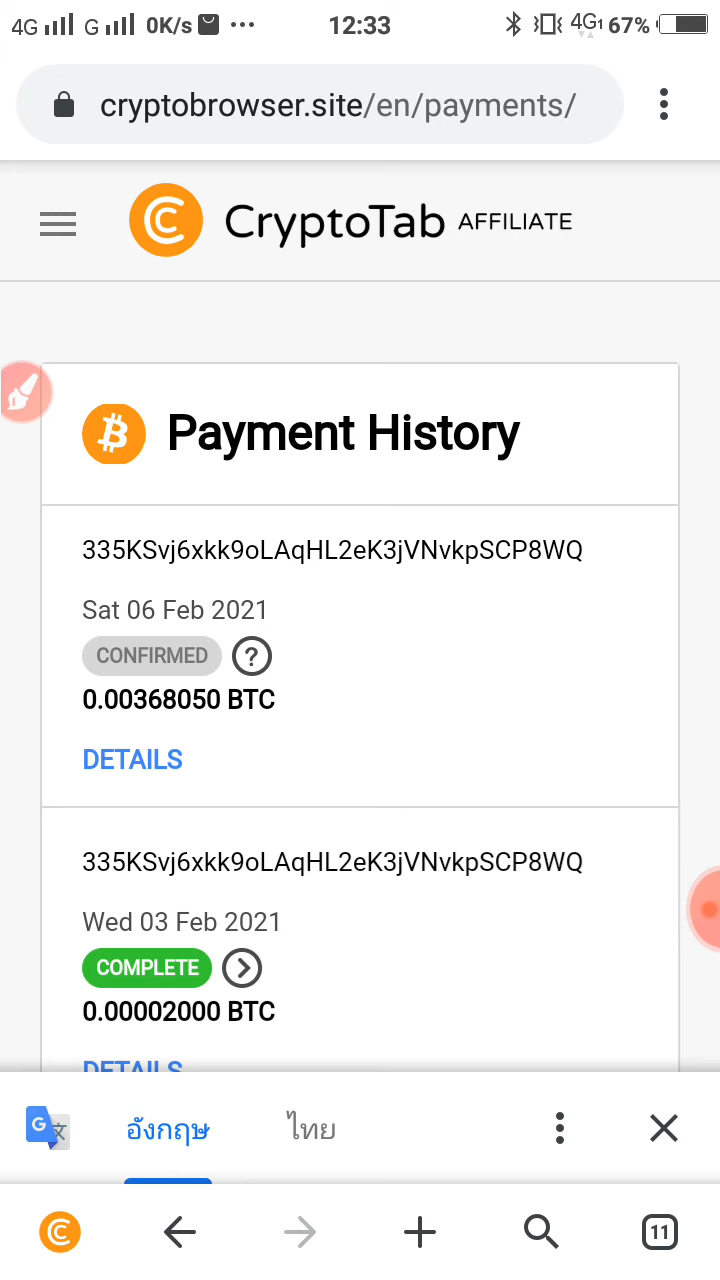 4G G 0K/s ••• 12:33 4G1 67%
cryptobrowser.site/en/payments/
CryptoTab AFFILIATE
Payment History
335KSvj6xkk9oLAqHL2eK3jVNvkpSCP8WQ
Sat 06 Feb 2021
CONFIRMED ?
0.00368050 BTC
DETAILS
335KSvj6xkk9oLAqHL2eK3jVNvkpSCP8WQ
Wed 03 Feb 2021
COMPLETE
0.00002000 BTC
DETAILS
อังกฤษ ไทย
11